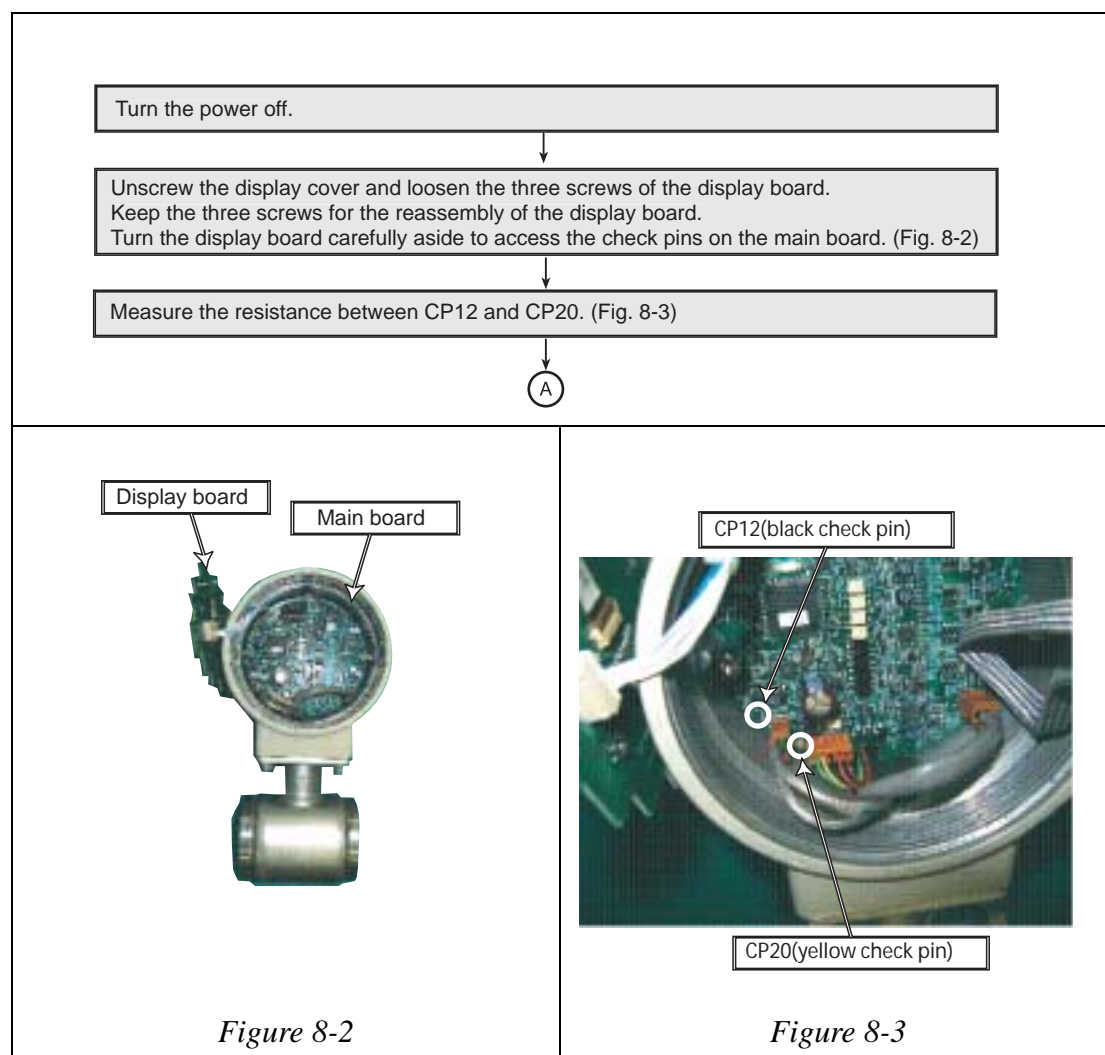 Turn the power off.
Unscrew the display cover and loosen the three screws of the display board.
Keep the three screws for the reassembly of the display board.
Turn the display board carefully aside to access the check pins on the main board. (Fig. 8-2)
Measure the resistance between CP12 and CP20. (Fig. 8-3)
A
Display board
Main board
Figure 8-2
CP12(black check pin)
CP20(yellow check pin)
Figure 8-3